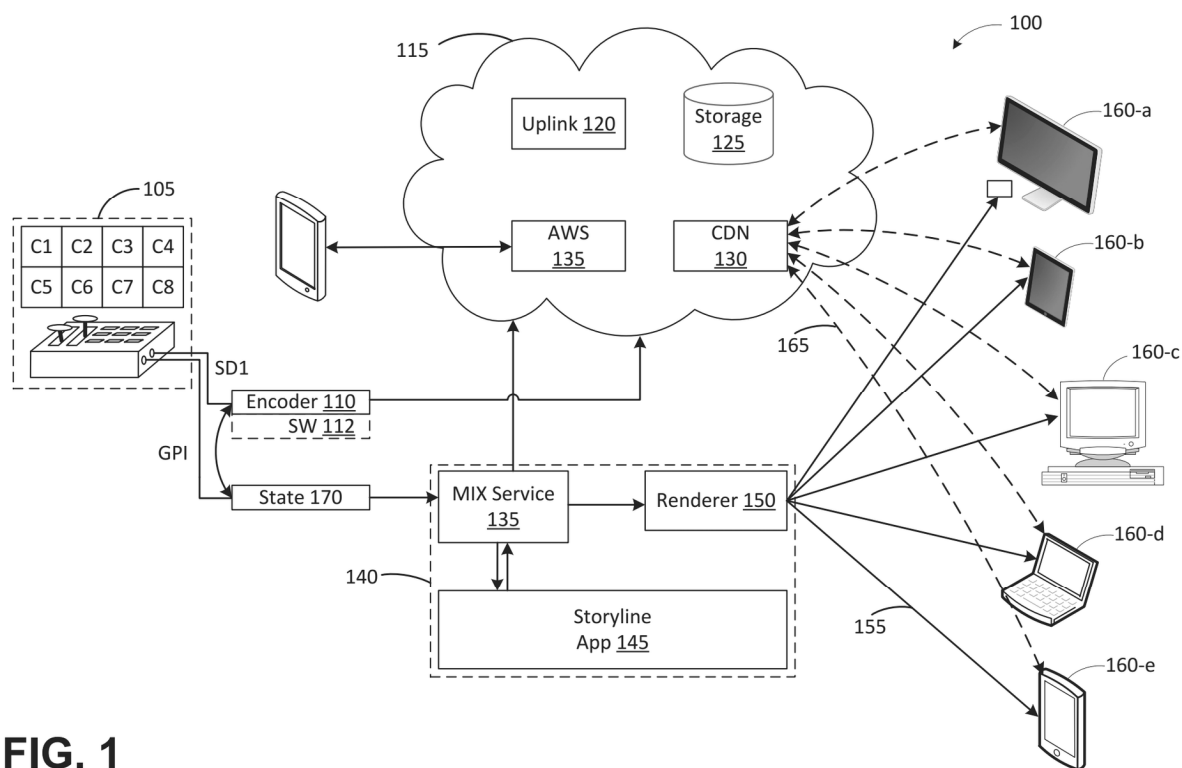 100
115
Uplink 120
Storage
125
160-a
105
C1 C2 C3 C4
C5 C6 C7 C8
AWS
135
CDN
130
160-b
165
160-c
SD1
Encoder 110
SW 112
GPI
State 170
MIX Service
135
Renderer 150
160-d
140
Storyline
App 145
155
160-e
FIG. 1